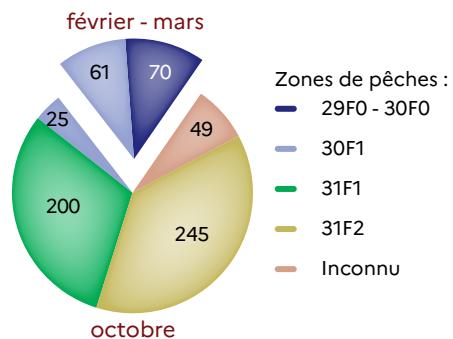 février - mars
61
70
25
49
200
245
octobre
Zones de pêches :
29F0 - 30F0
30F1
31F1
31F2
Inconnu